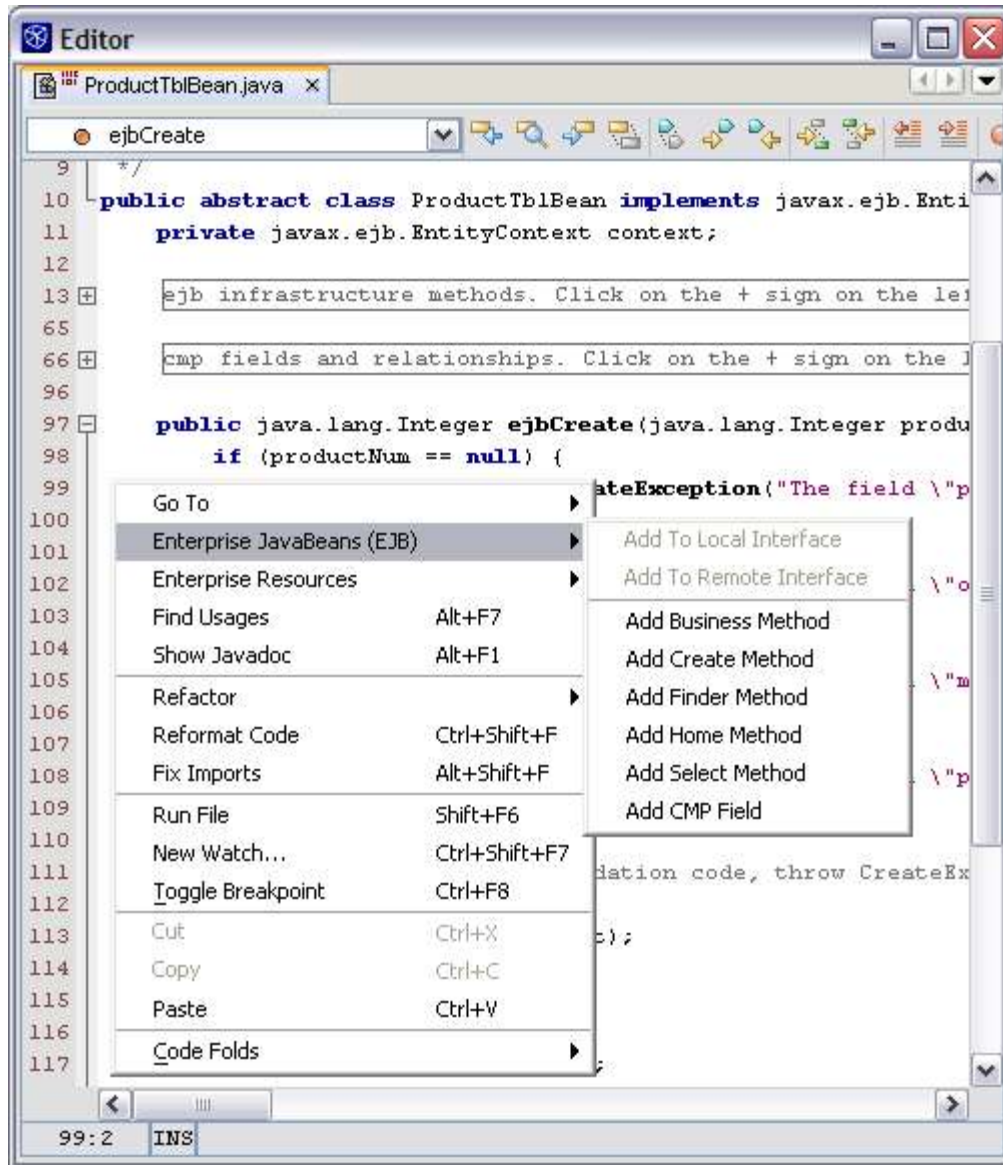 Editor
ProductTblBean.java ×
ejbCreate
9 */
10 public abstract class ProductTblBean implements javax.ejb.Enti
11 private javax.ejb.EntityContext context;
12
13 ejb infrastructure methods. Click on the + sign on the lef
65
66 cmp fields and relationships. Click on the + sign on the l
96
97 public java.lang.Integer ejbCreate(java.lang.Integer produ
98 if (productNum == null) {
99 ateException("The field \"p
100
101
102 \"o
103
104
105 \"m
106
107
108 \"p
109
110
111 dation code, throw CreateEx
112
113 t);
114
115
116
117 ;
Go To
Enterprise JavaBeans (EJB)
Enterprise Resources
Find Usages Alt+F7
Show Javadoc Alt+F1
Refactor
Reformat Code Ctrl+Shift+F
Fix Imports Alt+Shift+F
Run File Shift+F6
New Watch... Ctrl+Shift+F7
Toggle Breakpoint Ctrl+F8
Cut Ctrl+X
Copy Ctrl+C
Paste Ctrl+V
Code Folds
Add To Local Interface
Add To Remote Interface
Add Business Method
Add Create Method
Add Finder Method
Add Home Method
Add Select Method
Add CMP Field
99:2 INS